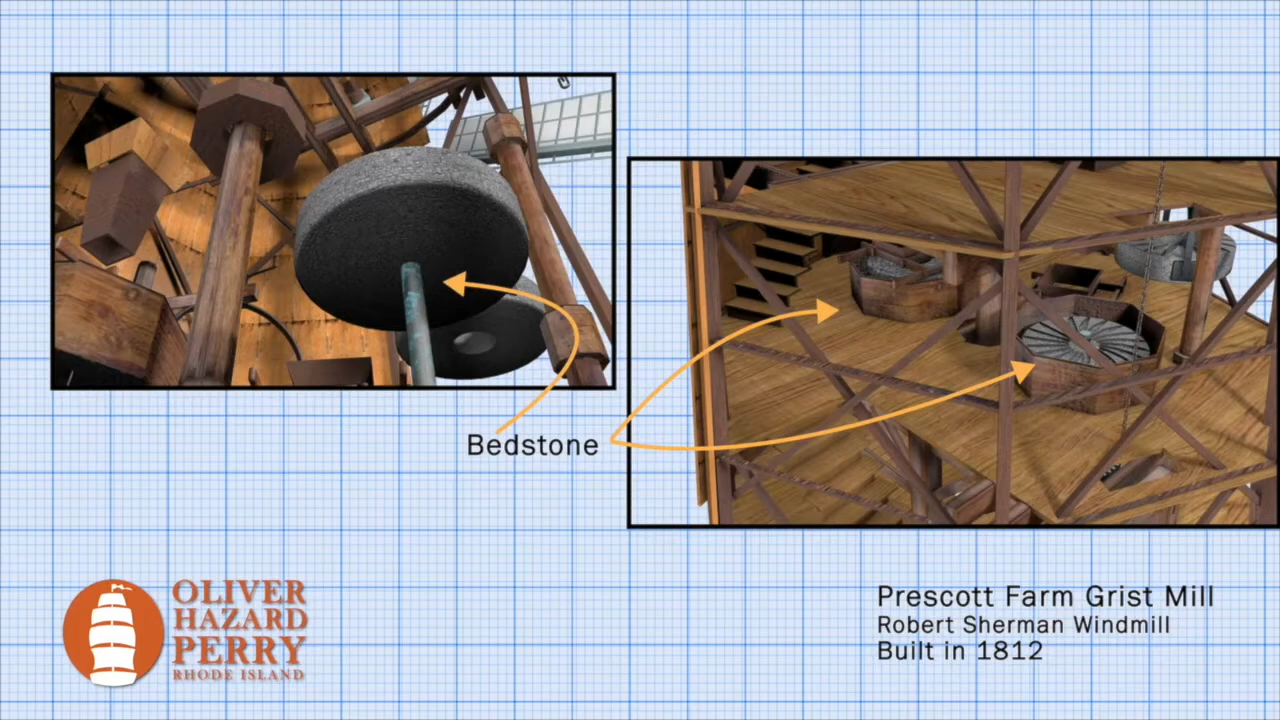 Bedstone
OLIVER
HAZARD
PERRY
RHODE ISLAND
Prescott Farm Grist Mill
Robert Sherman Windmill
Built in 1812